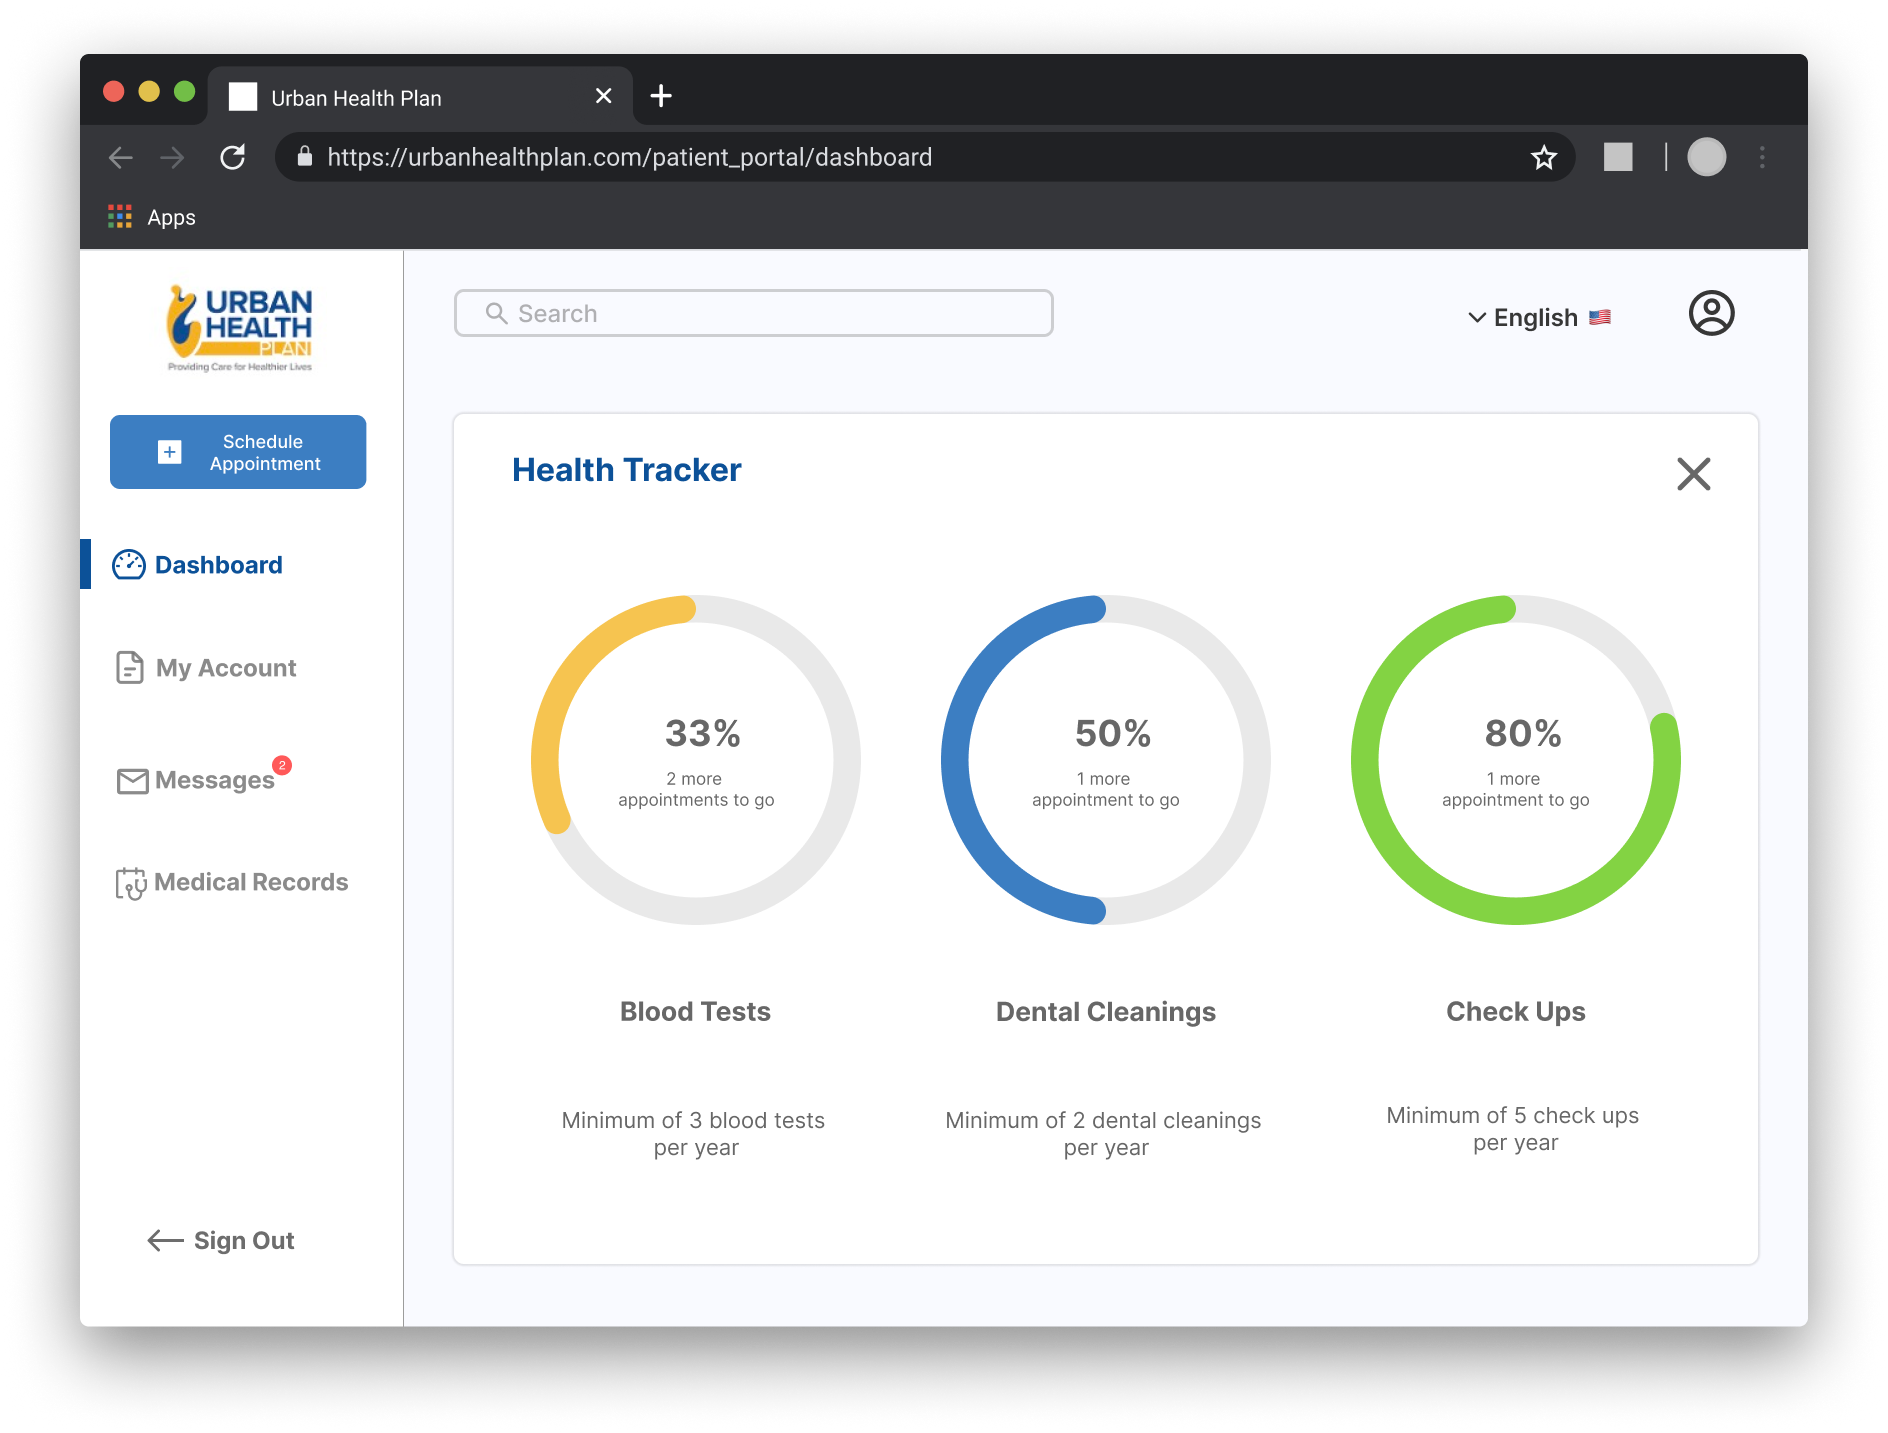 Urban Health Plan
https://urbanhealthplan.com/patient_portal/dashboard
Apps
URBAN
HEALTH
PLAN
Providing Care for Healthier Lives
Search
English
Schedule
Appointment
Dashboard
My Account
Messages 2
Medical Records
Sign Out
Health Tracker
33%
2 more
appointments to go
Blood Tests
Minimum of 3 blood tests
per year
50%
1 more
appointment to go
Dental Cleanings
Minimum of 2 dental cleanings
per year
80%
1 more
appointment to go
Check Ups
Minimum of 5 check ups
per year